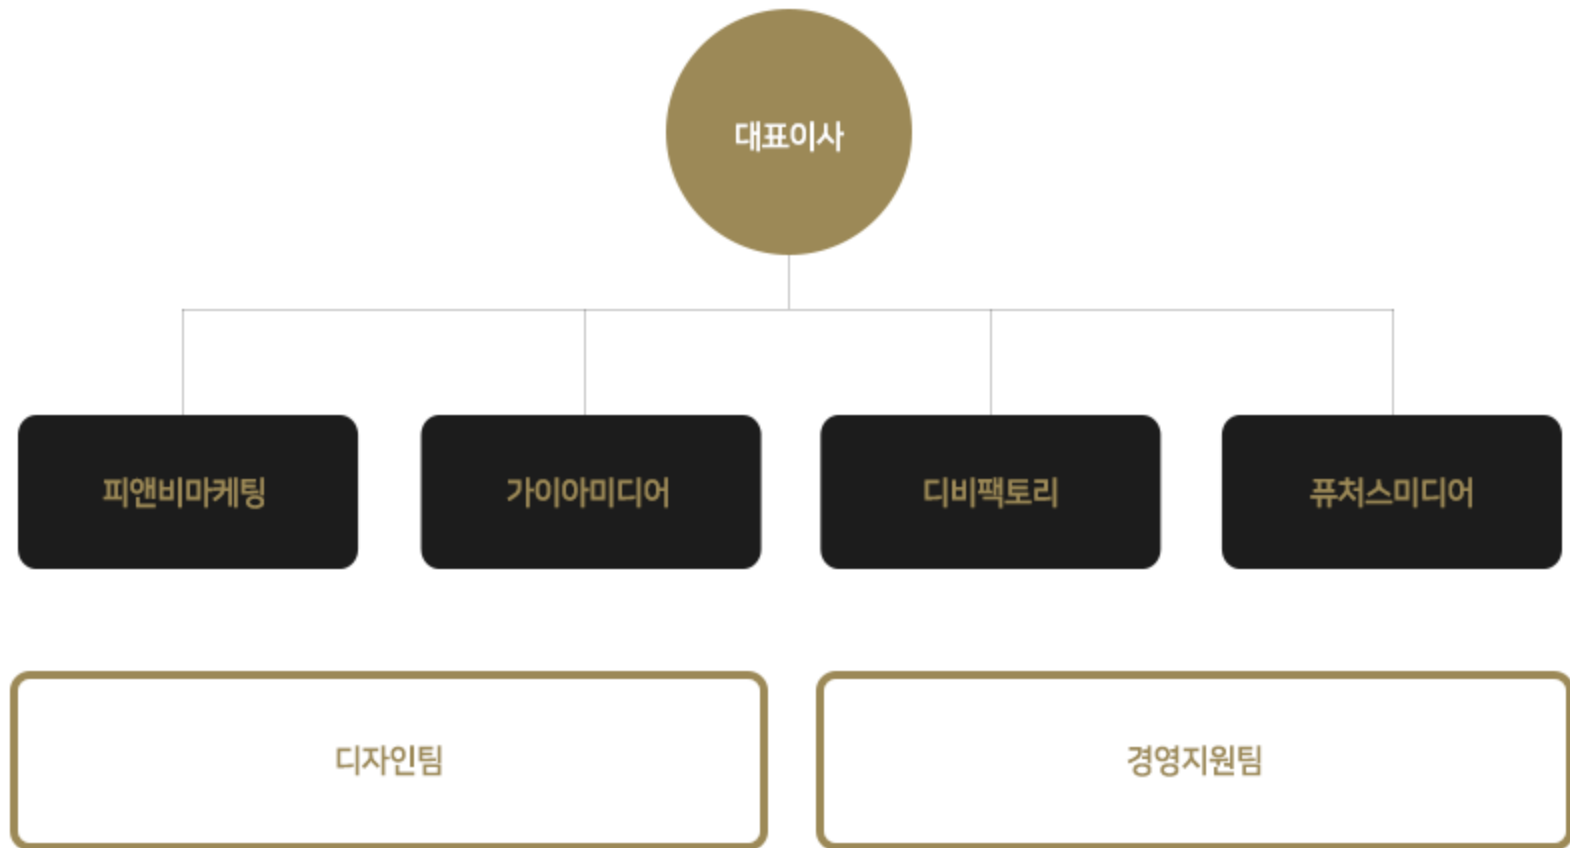 대표이사
피앤비마케팅
가이아미디어
디비팩토리
퓨처스미디어
디자인팀
경영지원팀